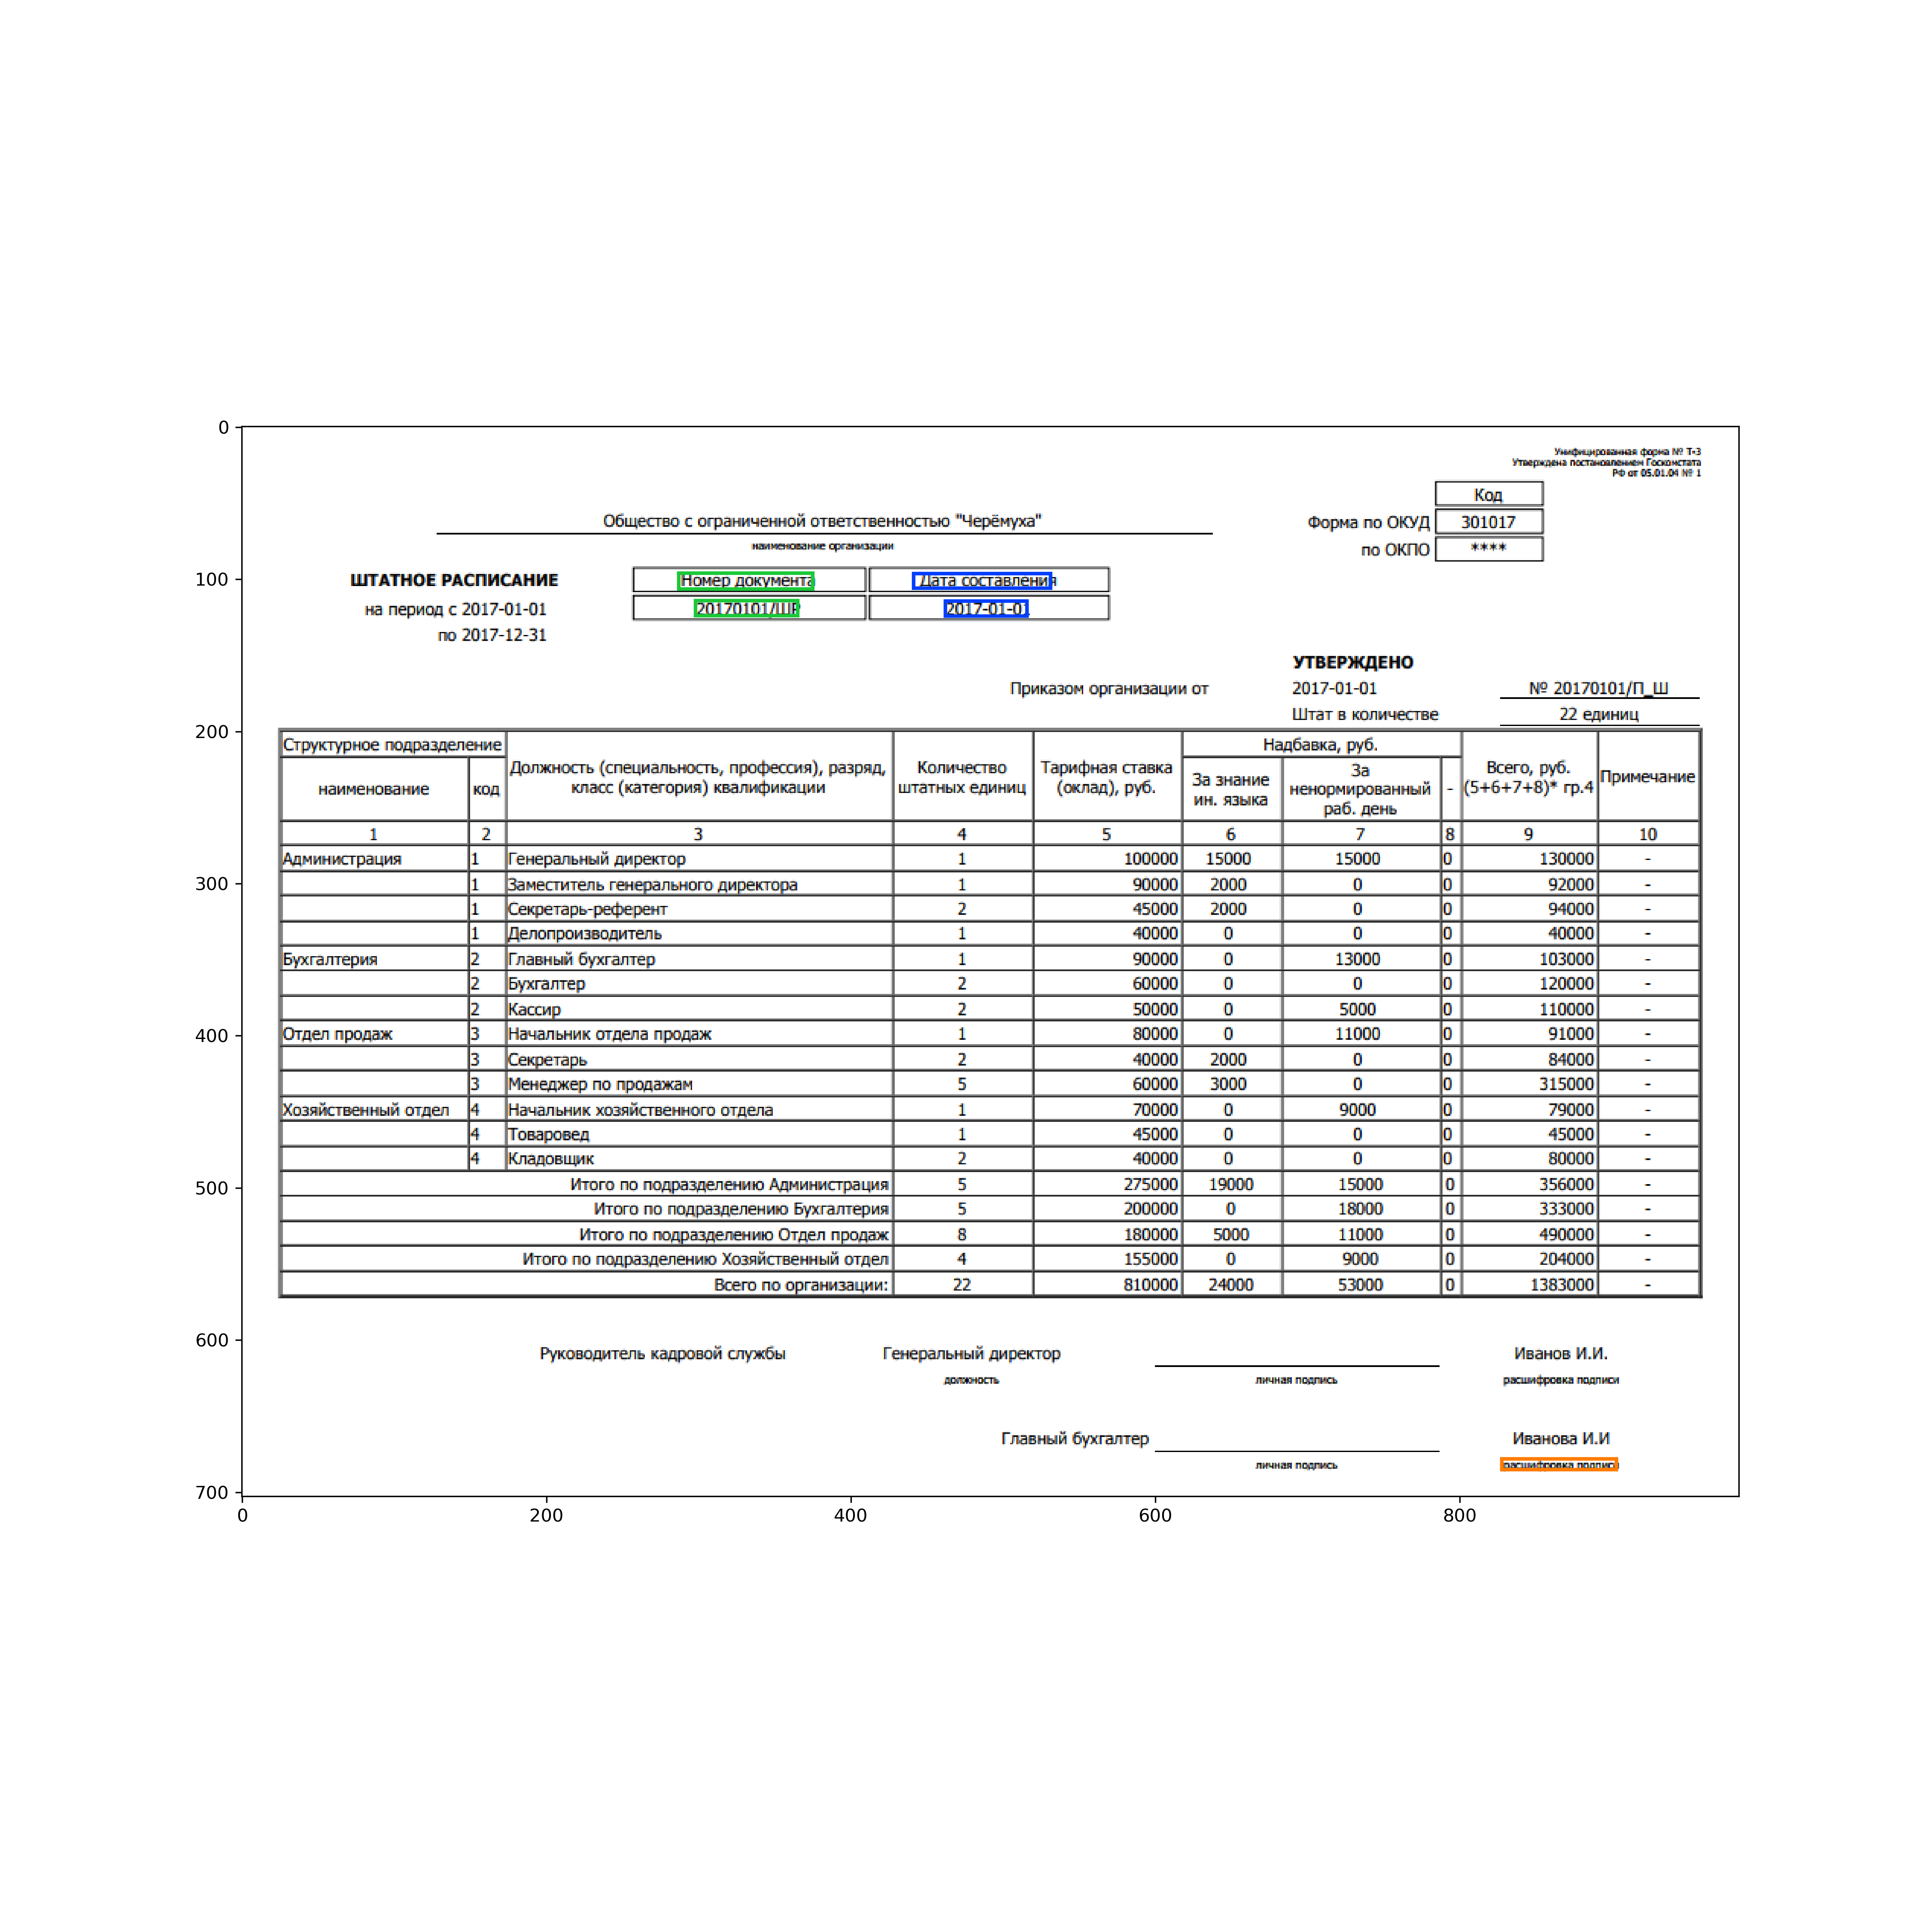 0
100
200
300
400
500
600
700
0
200
400
600
800
Унифицированная форма № Т-3
Утверждена постановлением Госкомстата
РФ от 05.01.04 № 1
Код
Общество с ограниченной ответственностью "Черёмуха"
Форма по ОКУД 301017
наименование организации
по ОКПО ****
ШТАТНОЕ РАСПИСАНИЕ Номер документа Дата составления
на период с 2017-01-01 20170101/ШР 2017-01-01
по 2017-12-31
УТВЕРЖДЕНО
Приказом организации от 2017-01-01 № 20170101/П_Ш
Штат в количестве 22 единиц
Структурное подразделение
наименование
код
Должность (специальность, профессия), разряд,
класс (категория) квалификации
Количество
штатных единиц
Тарифная ставка
(оклад), руб.
Надбавка, руб.
За знание
ин. языка
За
ненормированный
раб. день
-
Всего, руб.
(5+6+7+8)* гр.4
Примечание
1 2 3 4 5 6 7 8 9 10
Администрация 1 Генеральный директор 1 100000 15000 15000 0 130000 -
1 Заместитель генерального директора 1 90000 2000 0 0 92000 -
1 Секретарь-референт 2 45000 2000 0 0 94000 -
1 Делопроизводитель 1 40000 0 0 0 40000 -
Бухгалтерия 2 Главный бухгалтер 1 90000 0 13000 0 103000 -
2 Бухгалтер 2 60000 0 0 0 120000 -
2 Кассир 2 50000 0 5000 0 110000 -
Отдел продаж 3 Начальник отдела продаж 1 80000 0 11000 0 91000 -
3 Секретарь 2 40000 2000 0 0 84000 -
3 Менеджер по продажам 5 60000 3000 0 0 315000 -
Хозяйственный отдел 4 Начальник хозяйственного отдела 1 70000 0 9000 0 79000 -
4 Товаровед 1 45000 0 0 0 45000 -
4 Кладовщик 2 40000 0 0 0 80000 -
Итого по подразделению Администрация 5 275000 19000 15000 0 356000 -
Итого по подразделению Бухгалтерия 5 200000 0 18000 0 333000 -
Итого по подразделению Отдел продаж 8 180000 5000 11000 0 490000 -
Итого по подразделению Хозяйственный отдел 4 155000 0 9000 0 204000 -
Всего по организации: 22 810000 24000 53000 0 1383000 -
Руководитель кадровой службы Генеральный директор Иванов И.И.
должность личная подпись расшифровка подписи
Главный бухгалтер Иванова И.И
личная подпись расшифровка подписи